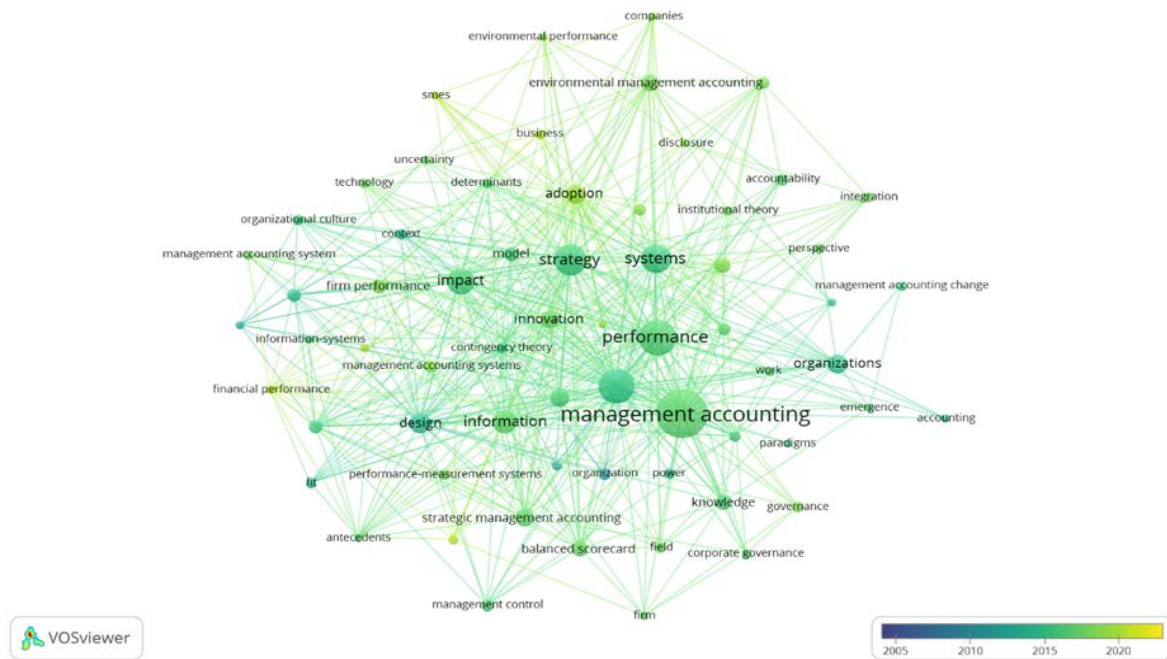 companies
environmental performance
environmental management accounting
smes
business
disclosure
uncertainty
technology
determinants
accountability
adoption
integration
institutional theory
organizational culture
context
management accounting system
model
strategy
systems
perspective
impact
firm performance
management accounting change
innovation
information-systems
contingency theory
performance
management accounting systems
work
organizations
financial performance
emergence
management accounting
accounting
design
information
paradigms
fit
performance-measurement systems
organization
power
knowledge
governance
strategic management accounting
antecedents
balanced scorecard
field
corporate governance
management control
firm
VOSviewer
2005 2010 2015 2020